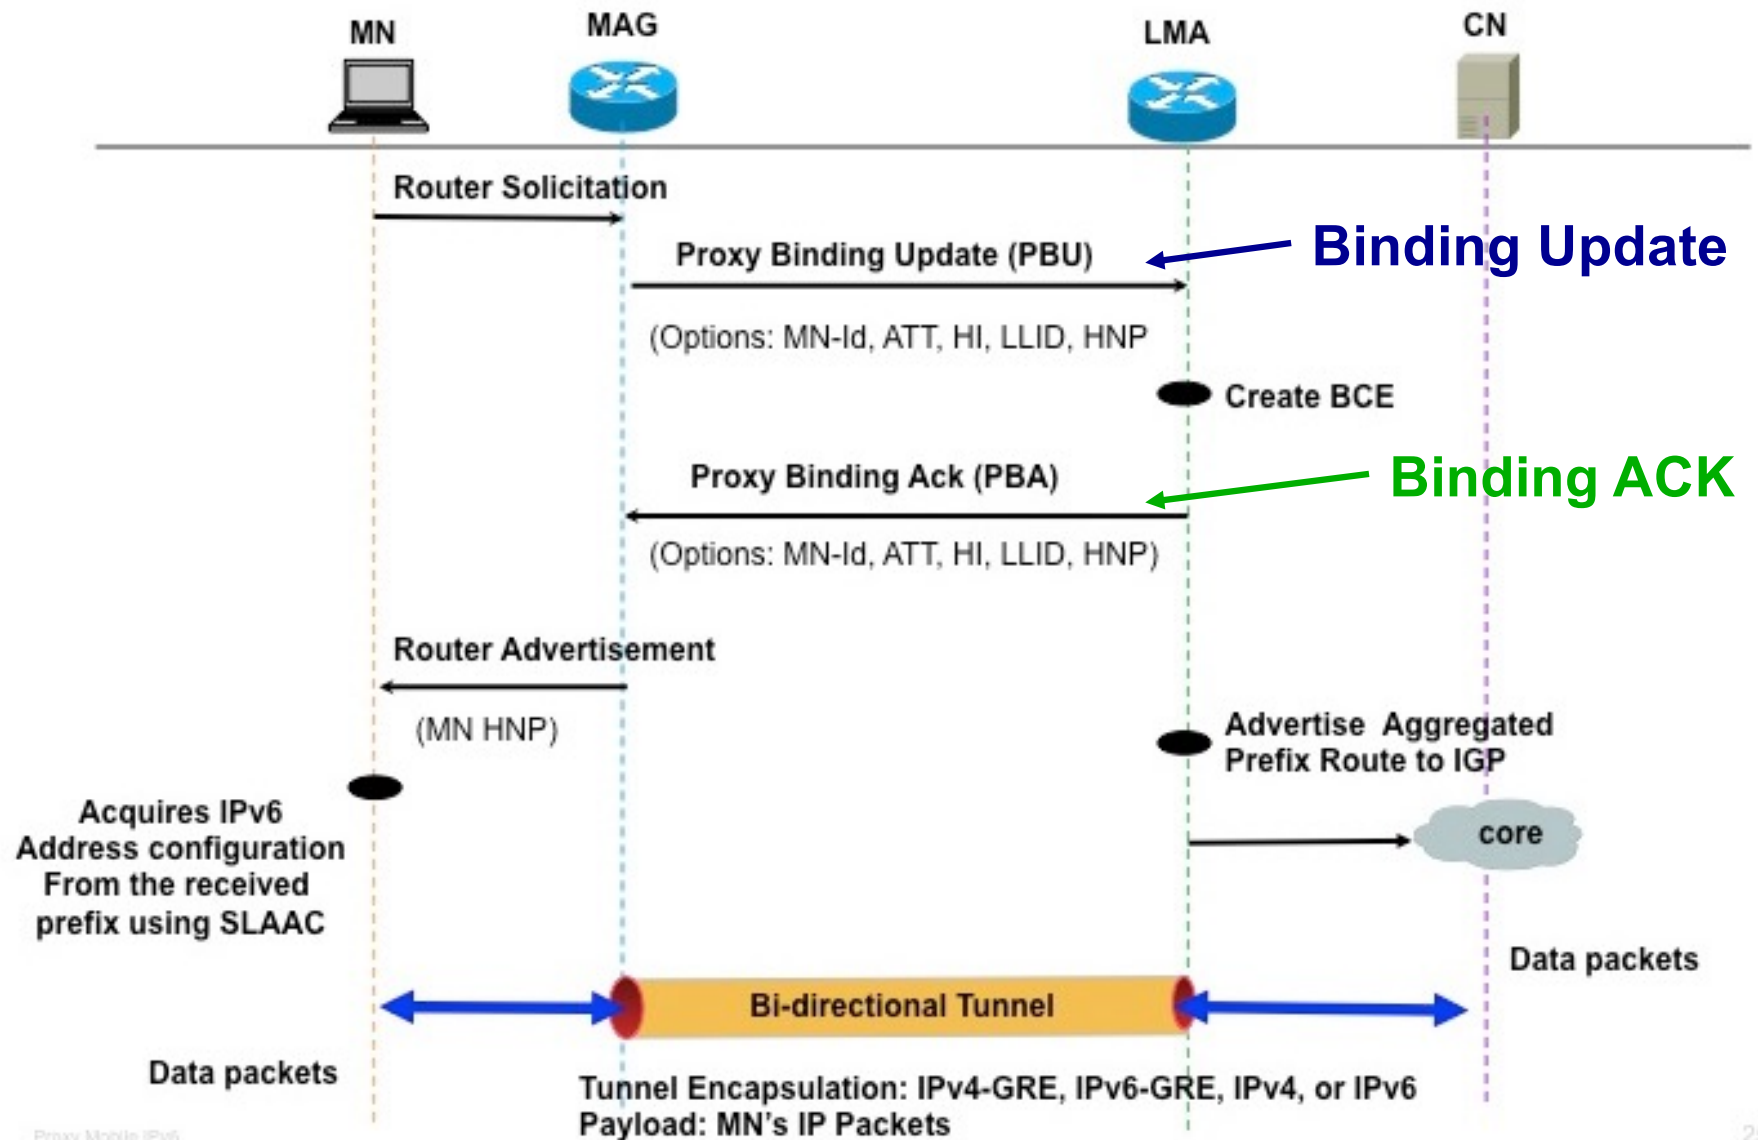 MN
MAG
LMA
CN
Router Solicitation
Proxy Binding Update (PBU)
Binding Update
(Options: MN-Id, ATT, HI, LLID, HNP
Create BCE
Proxy Binding Ack (PBA)
Binding ACK
(Options: MN-Id, ATT, HI, LLID, HNP)
Router Advertisement
(MN HNP)
Advertise Aggregated
Prefix Route to IGP
Acquires IPv6
Address configuration
From the received
prefix using SLAAC
core
Data packets
Bi-directional Tunnel
Data packets
Tunnel Encapsulation: IPv4-GRE, IPv6-GRE, IPv4, or IPv6
Payload: MN's IP Packets
Proxy Mobile IPv6